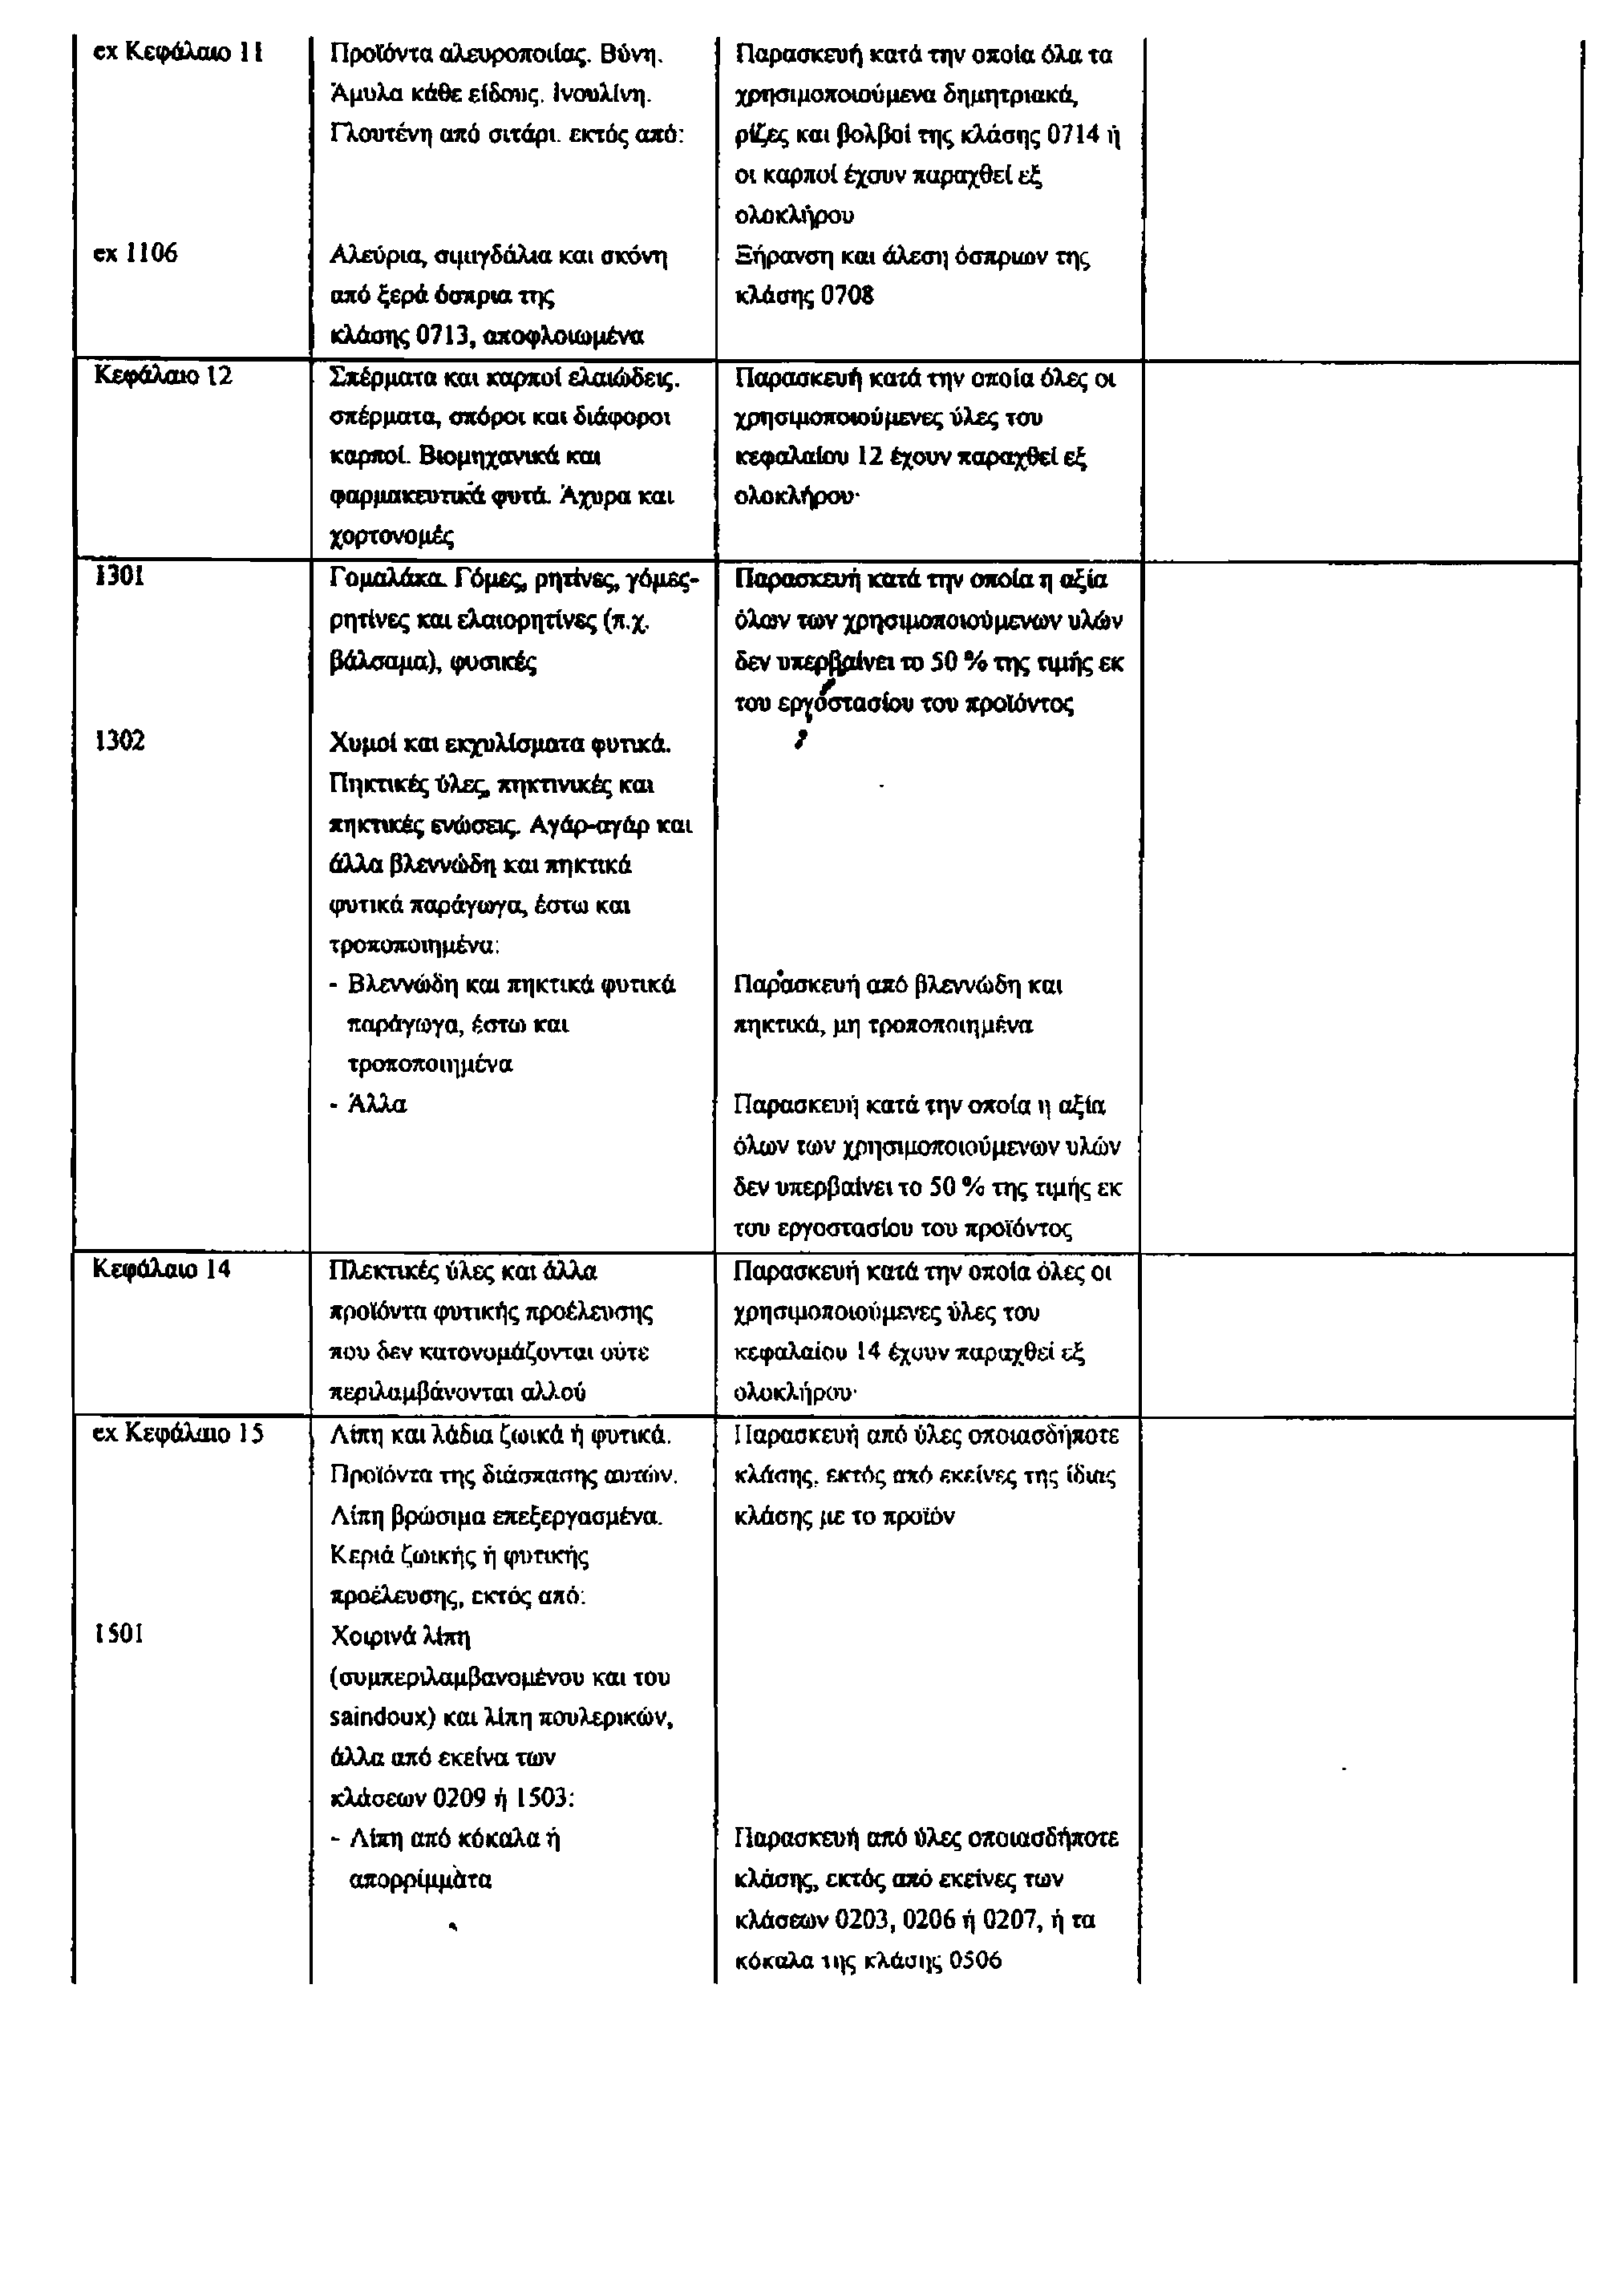 ex Κεφάλαιο 11
Προϊόντα αλευροποιίας. Βύνη.
Άμυλα κάθε είδους. Ινουλίνη.
Γλουτένη από σιτάρι. εκτός από:
Παρασκευή κατά την οποία όλα τα
χρησιμοποιούμενα δημητριακά,
ρίζες και βολβοί της κλάσης 0714 ή
οι καρποί έχουν παραχθεί εξ
ολοκλήρου
ex 1106
Αλεύρια, σιμιγδάλια και σκόνη
από ξερά όσπρια της
κλάσης 0713, αποφλοιωμένα
Ξήρανση και άλεση όσπριων της
κλάσης 0708
Κεφάλαιο 12
Σπέρματα και καρποί ελαιώδεις.
σπέρματα, σπόροι και διάφοροι
καρποί. Βιομηχανικά και
φαρμακευτικά φυτά. Άχυρα και
χορτονομές
Παρασκευή κατά την οποία όλες οι
χρησιμοποιούμενες ύλες του
κεφαλαίου 12 έχουν παραχθεί εξ
ολοκλήρου·
1301
Γομαλάκα. Γόμες, ρητίνες, γόμες-
ρητίνες και ελαιορητίνες (π.χ.
βάλσαμα), φυσικές
Παρασκευή κατά την οποία η αξία
όλων των χρησιμοποιούμενων υλών
δεν υπερβαίνει το 50 % της τιμής εκ
του εργοστασίου του προϊόντος
1302
Χυμοί και εκχυλίσματα φυτικά.
Πηκτικές ύλες, πηκτινικές και
πηκτικές ενώσεις. Αγάρ-αγάρ και
άλλα βλεννώδη και πηκτικά
φυτικά παράγωγα, έστω και
τροποποιημένα:
- Βλεννώδη και πηκτικά φυτικά
παράγωγα, έστω και
τροποποιημένα
Παρασκευή από βλεννώδη και
πηκτικά, μη τροποποιημένα
- Άλλα
Παρασκευή κατά την οποία η αξία
όλων των χρησιμοποιούμενων υλών
δεν υπερβαίνει το 50 % της τιμής εκ
του εργοστασίου του προϊόντος
Κεφάλαιο 14
Πλεκτικές ύλες και άλλα
προϊόντα φυτικής προέλευσης
που δεν κατονομάζονται ούτε
περιλαμβάνονται αλλού
Παρασκευή κατά την οποία όλες οι
χρησιμοποιούμενες ύλες του
κεφαλαίου 14 έχουν παραχθεί εξ
ολοκλήρου·
ex Κεφάλαιο 15
Λίπη και λάδια ζωικά ή φυτικά.
Προϊόντα της διάσπασης αυτών.
Λίπη βρώσιμα επεξεργασμένα.
Κεριά ζωικής ή φυτικής
προέλευσης, εκτός από:
Παρασκευή από ύλες οποιασδήποτε
κλάσης, εκτός από εκείνες της ίδιας
κλάσης με το προϊόν
1501
Χοιρινά λίπη
(συμπεριλαμβανομένου και του
saindoux) και λίπη πουλερικών,
άλλα από εκείνα των
κλάσεων 0209 ή 1503:
- Λίπη από κόκαλα ή
απορρίμματα
Παρασκευή από ύλες οποιασδήποτε
κλάσης, εκτός από εκείνες των
κλάσεων 0203, 0206 ή 0207, ή τα
κόκαλα της κλάσης 0506